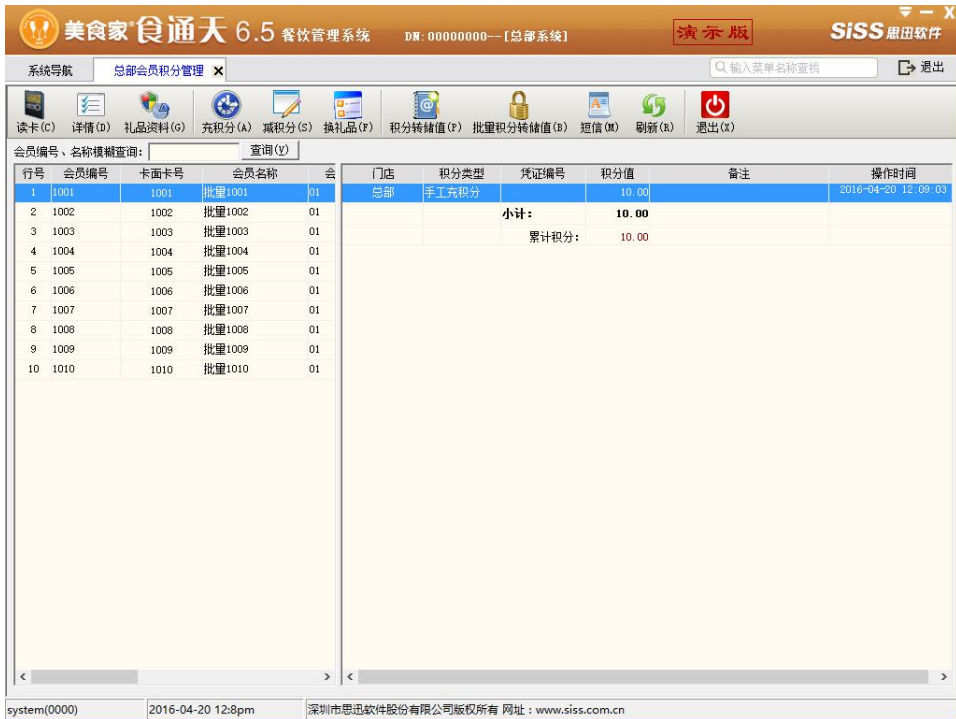 美食家®食通天 6.5 餐饮管理系统 DN:00000000--[总部系统] 演示版 SiSS 思迅软件
系统导航 总部会员积分管理 X 输入菜单名称查找 退出
读卡(C) 详情(D) 礼品资料(G) 充积分(A) 减积分(S) 换礼品(F) 积分转储值(P) 批量积分转储值(B) 短信(M) 刷新(R) 退出(X)
会员编号、名称模糊查询: 查询(V)
行号 会员编号 卡面卡号 会员名称 会 门店 积分类型 凭证编号 积分值 备注 操作时间
1 1001 1001 批量1001 01 总部 手工充积分 10.00 2016-04-20 12:09:03
2 1002 1002 批量1002 01 小计: 10.00
3 1003 1003 批量1003 01 累计积分: 10.00
4 1004 1004 批量1004 01
5 1005 1005 批量1005 01
6 1006 1006 批量1006 01
7 1007 1007 批量1007 01
8 1008 1008 批量1008 01
9 1009 1009 批量1009 01
10 1010 1010 批量1010 01
system(0000) 2016-04-20 12:8pm 深圳市思迅软件股份有限公司版权所有 网址：www.siss.com.cn